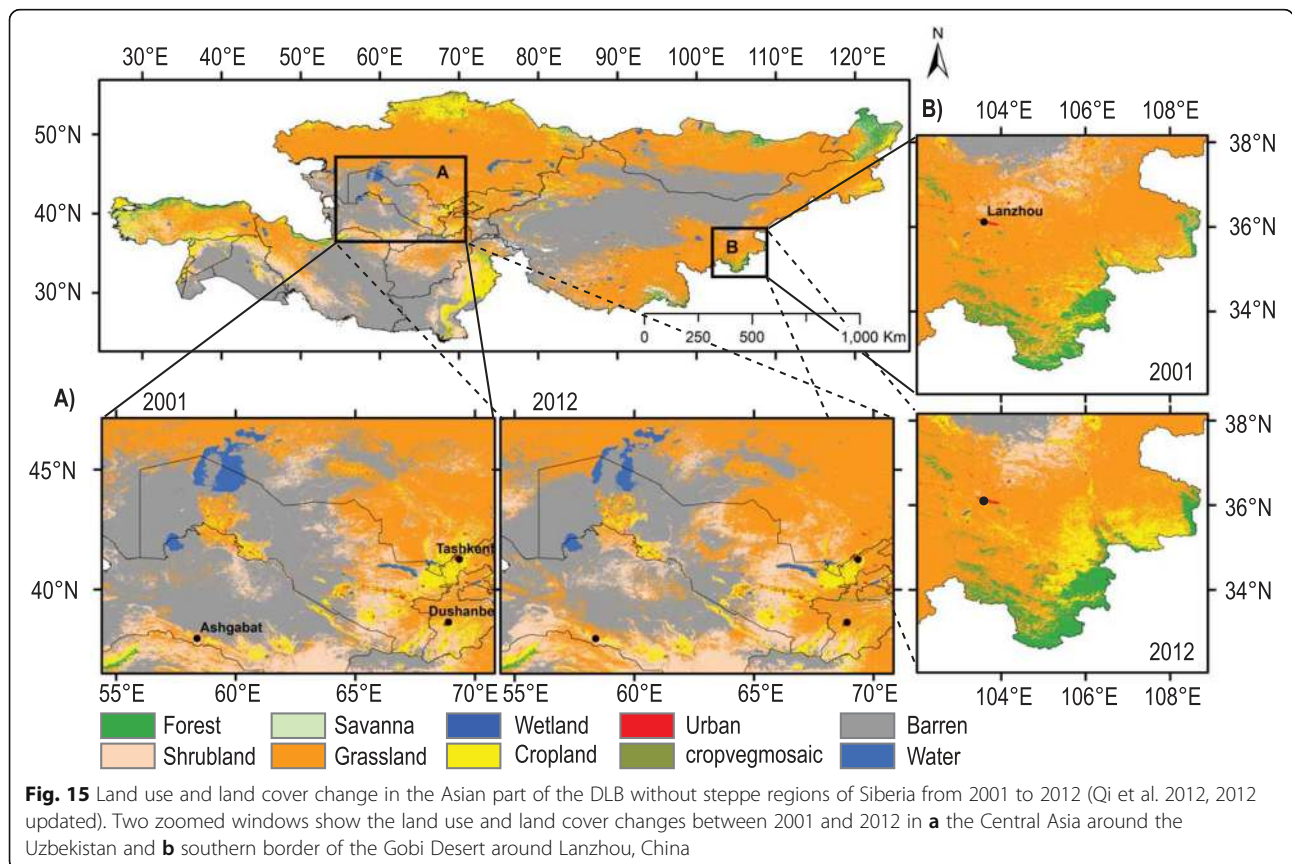 30°E 40°E 50°E 60°E 70°E 80°E 90°E 100°E 110°E 120°E
N
50°N
40°N
30°N
A
B
0 250 500 1,000 Km
B)
104°E 106°E 108°E
38°N
36°N
34°N
Lanzhou
2001
38°N
36°N
34°N
2012
104°E 106°E 108°E
A)
2001
2012
45°N
40°N
Tashkent
Dushanbe
Ashgabat
55°E 60°E 65°E 70°E
55°E 60°E 65°E 70°E
Forest Savanna Wetland Urban Barren
Shrubland Grassland Cropland cropvegmosaic Water
Fig. 15 Land use and land cover change in the Asian part of the DLB without steppe regions of Siberia from 2001 to 2012 (Qi et al. 2012, 2012
updated). Two zoomed windows show the land use and land cover changes between 2001 and 2012 in a the Central Asia around the
Uzbekistan and b southern border of the Gobi Desert around Lanzhou, China